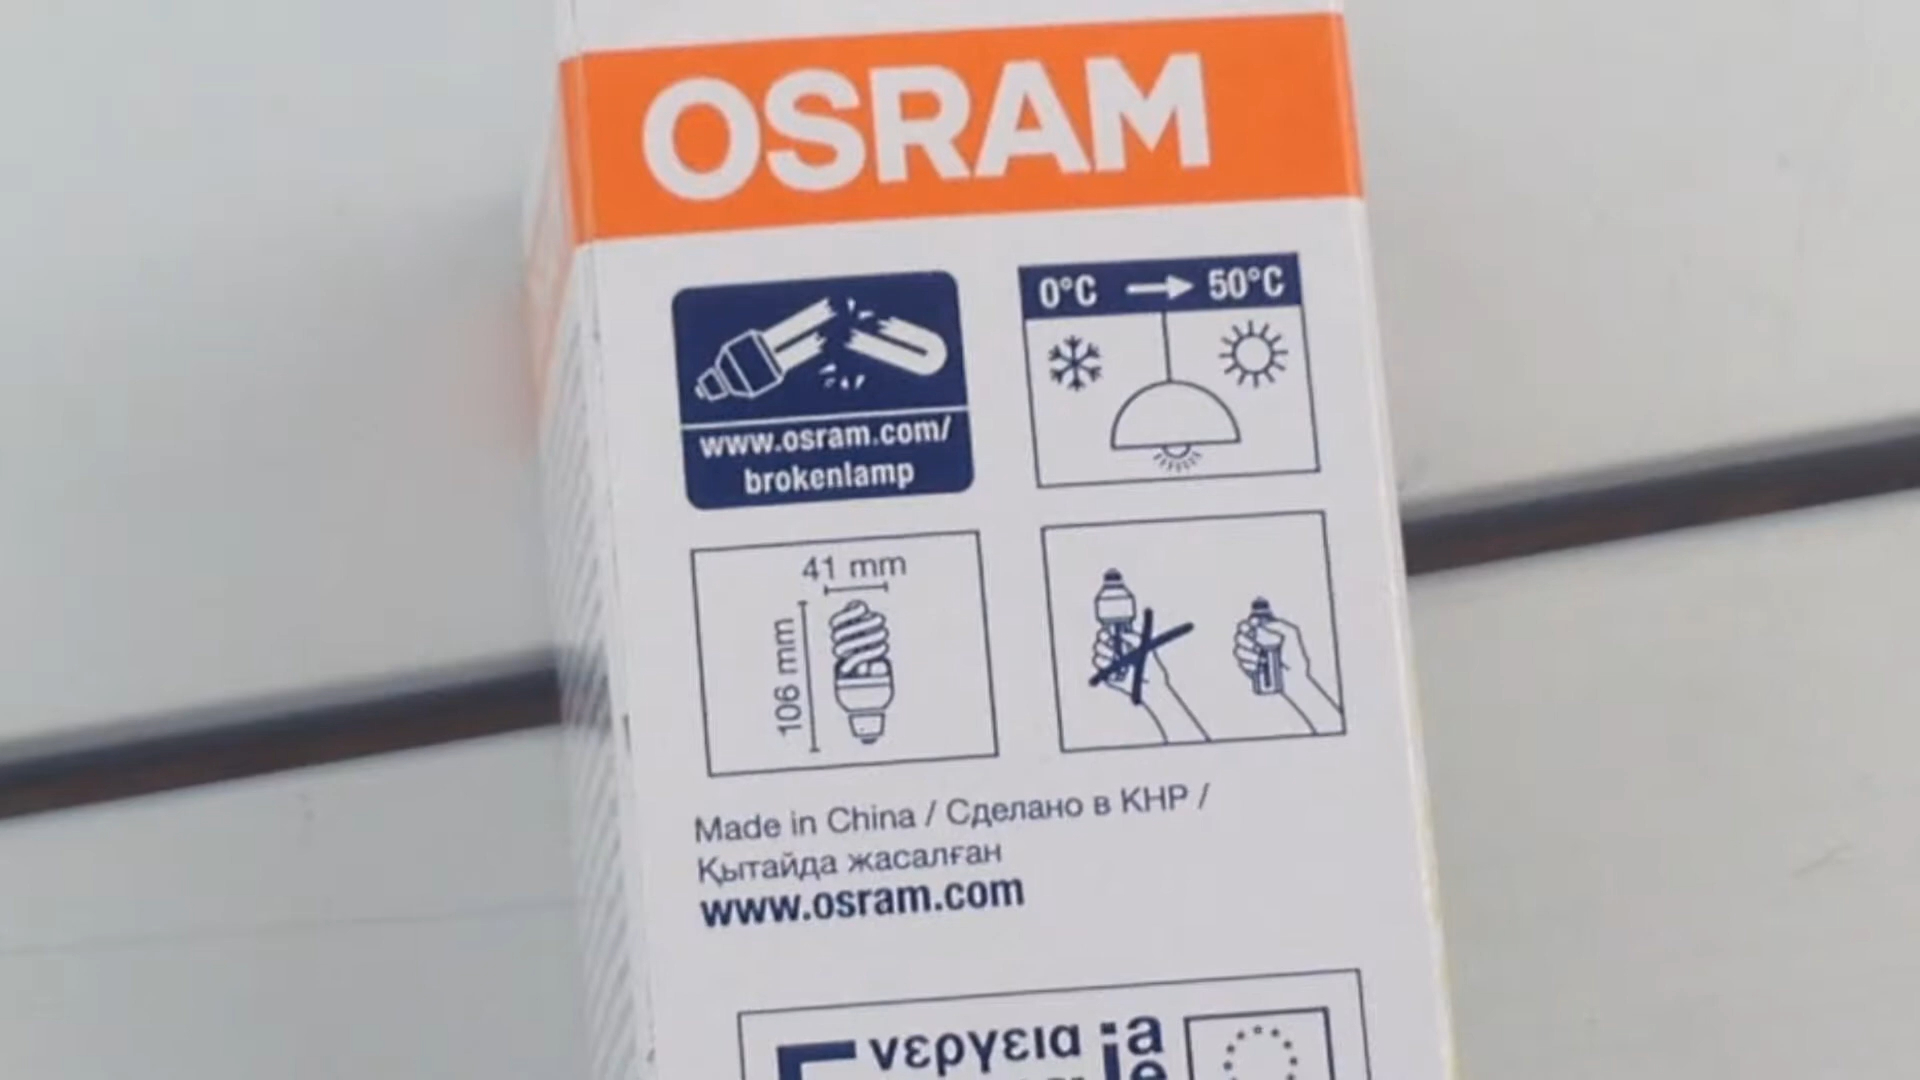 OSRAM
www.osram.com/
brokenlamp
0°C → 50°C
41 mm
106 mm
Made in China / Сделано в КНР /
Қытайда жасалған
www.osram.com
νεργεια
ja